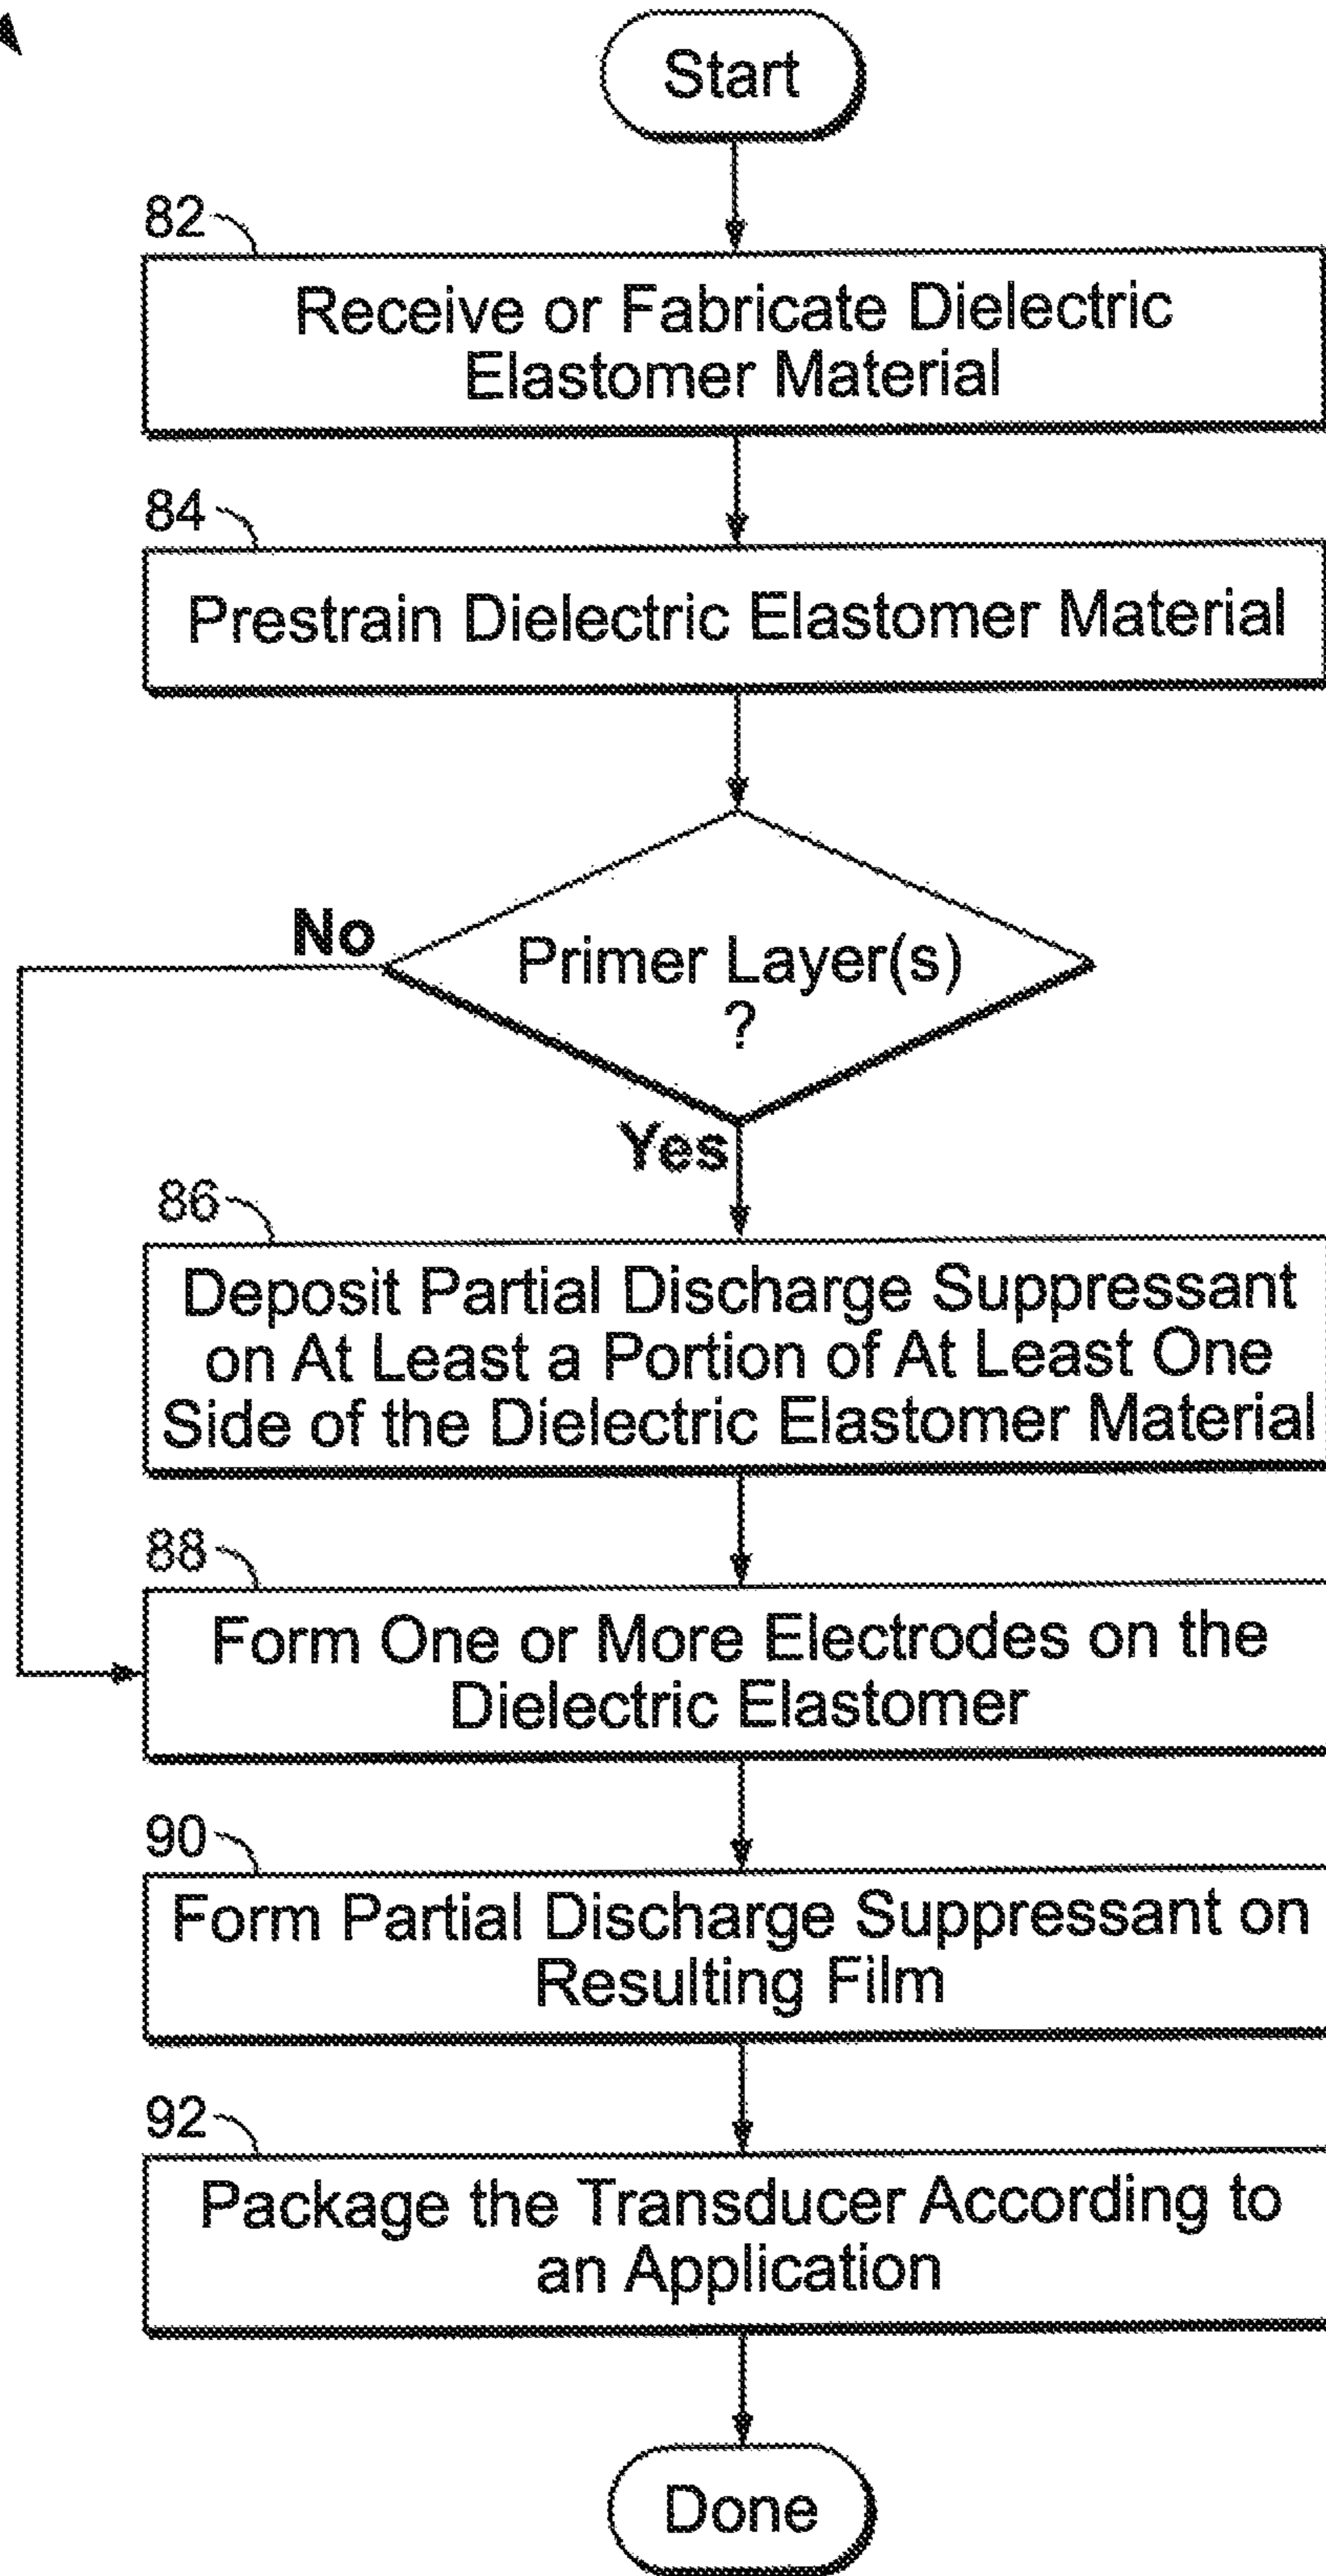 Start
82
Receive or Fabricate Dielectric
Elastomer Material
84
Prestrain Dielectric Elastomer Material
No
Primer Layer(s)
?
Yes
86
Deposit Partial Discharge Suppressant
on At Least a Portion of At Least One
Side of the Dielectric Elastomer Material
88
Form One or More Electrodes on the
Dielectric Elastomer
90
Form Partial Discharge Suppressant on
Resulting Film
92
Package the Transducer According to
an Application
Done